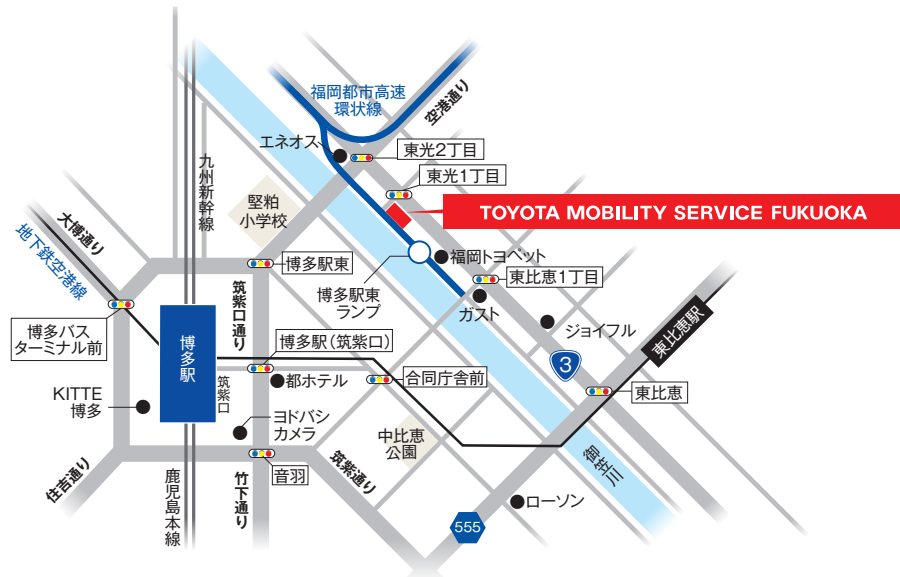 福岡都市高速
環状線
空港通り
エネオス
東光2丁目
東光1丁目
TOYOTA MOBILITY SERVICE FUKUOKA
九州新幹線
堅粕
小学校
大博通り
地下鉄空港線
博多駅東
福岡トヨペット
東比恵1丁目
博多駅東
ランプ
ガスト
筑紫口通り
博多バス
ターミナル前
博多駅
博多駅(筑紫口)
ジョイフル
東比恵駅
3
筑紫口
都ホテル
合同庁舎前
東比恵
KITTE
博多
ヨドバシ
カメラ
中比恵
公園
御笠川
音羽
筑紫通り
住吉通り
鹿児島本線
竹下通り
ローソン
555